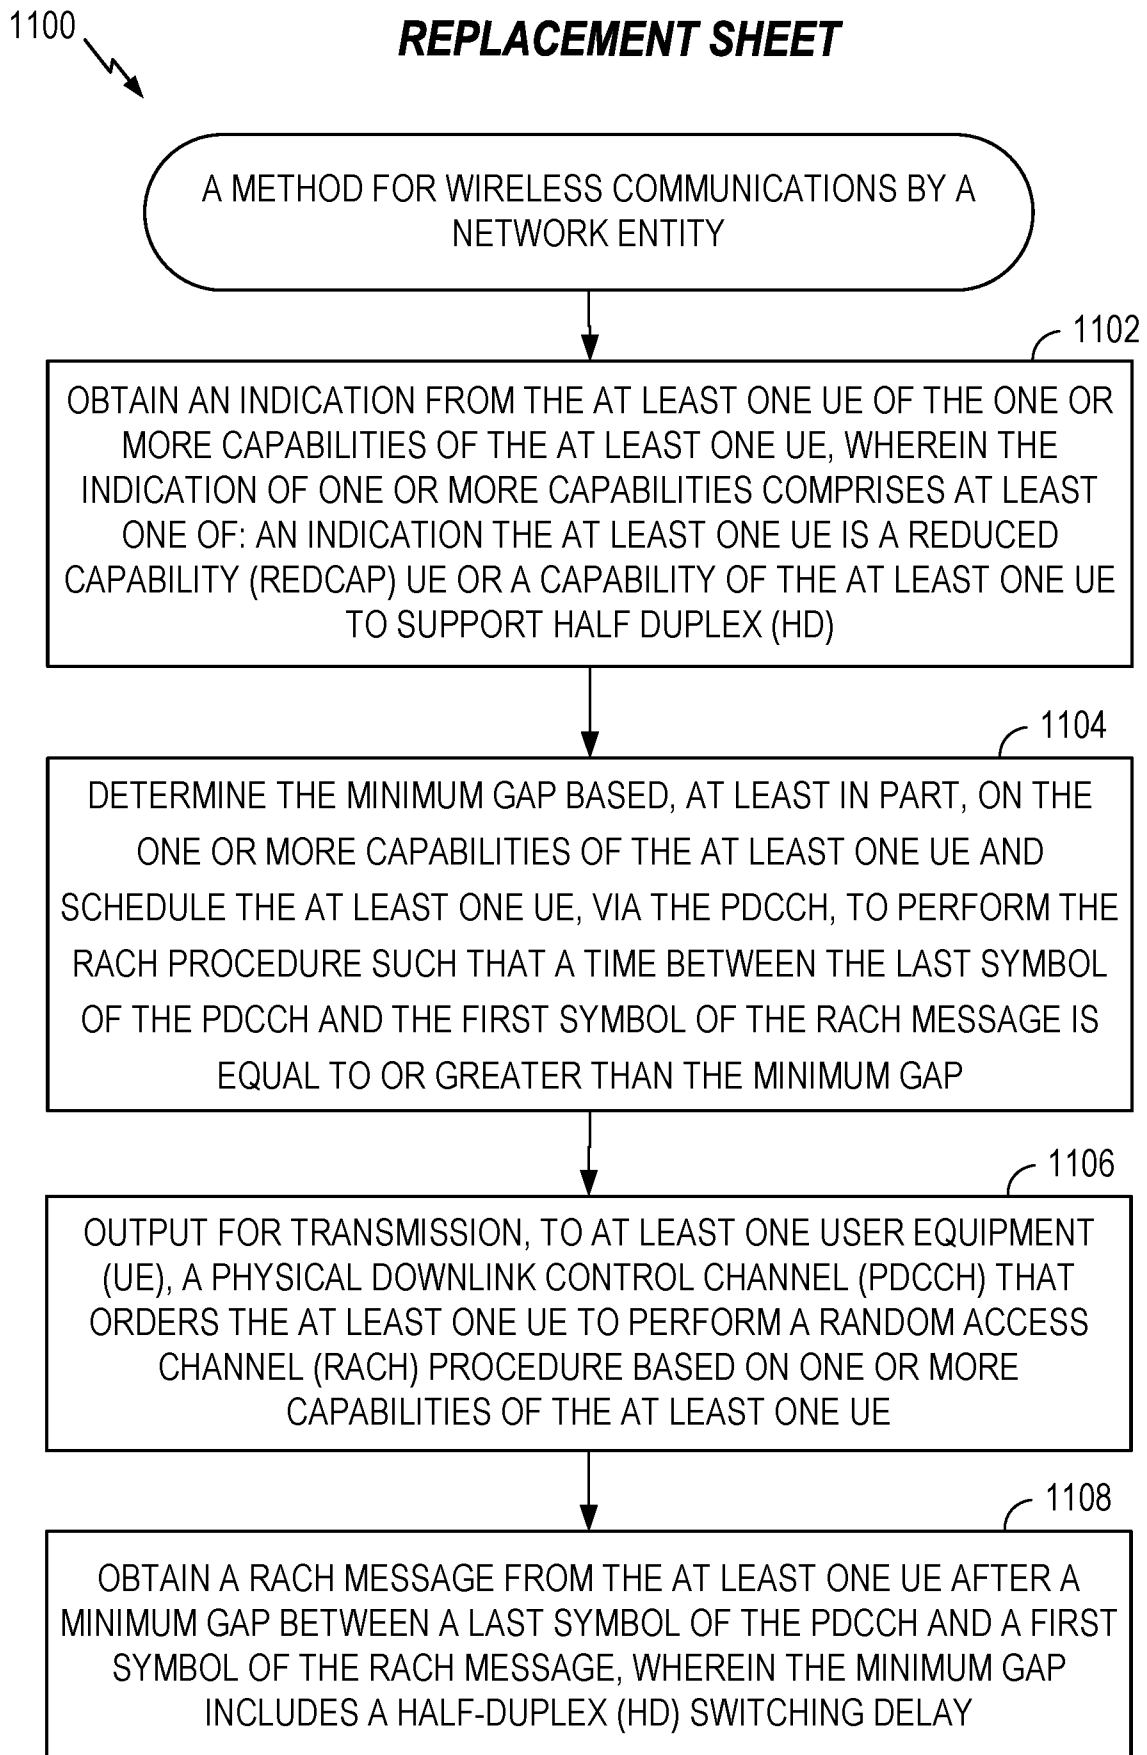 1100
REPLACEMENT SHEET
A METHOD FOR WIRELESS COMMUNICATIONS BY A
NETWORK ENTITY
1102
OBTAIN AN INDICATION FROM THE AT LEAST ONE UE OF THE ONE OR
MORE CAPABILITIES OF THE AT LEAST ONE UE, WHEREIN THE
INDICATION OF ONE OR MORE CAPABILITIES COMPRISES AT LEAST
ONE OF: AN INDICATION THE AT LEAST ONE UE IS A REDUCED
CAPABILITY (REDCAP) UE OR A CAPABILITY OF THE AT LEAST ONE UE
TO SUPPORT HALF DUPLEX (HD)
1104
DETERMINE THE MINIMUM GAP BASED, AT LEAST IN PART, ON THE
ONE OR MORE CAPABILITIES OF THE AT LEAST ONE UE AND
SCHEDULE THE AT LEAST ONE UE, VIA THE PDCCH, TO PERFORM THE
RACH PROCEDURE SUCH THAT A TIME BETWEEN THE LAST SYMBOL
OF THE PDCCH AND THE FIRST SYMBOL OF THE RACH MESSAGE IS
EQUAL TO OR GREATER THAN THE MINIMUM GAP
1106
OUTPUT FOR TRANSMISSION, TO AT LEAST ONE USER EQUIPMENT
(UE), A PHYSICAL DOWNLINK CONTROL CHANNEL (PDCCH) THAT
ORDERS THE AT LEAST ONE UE TO PERFORM A RANDOM ACCESS
CHANNEL (RACH) PROCEDURE BASED ON ONE OR MORE
CAPABILITIES OF THE AT LEAST ONE UE
1108
OBTAIN A RACH MESSAGE FROM THE AT LEAST ONE UE AFTER A
MINIMUM GAP BETWEEN A LAST SYMBOL OF THE PDCCH AND A FIRST
SYMBOL OF THE RACH MESSAGE, WHEREIN THE MINIMUM GAP
INCLUDES A HALF-DUPLEX (HD) SWITCHING DELAY